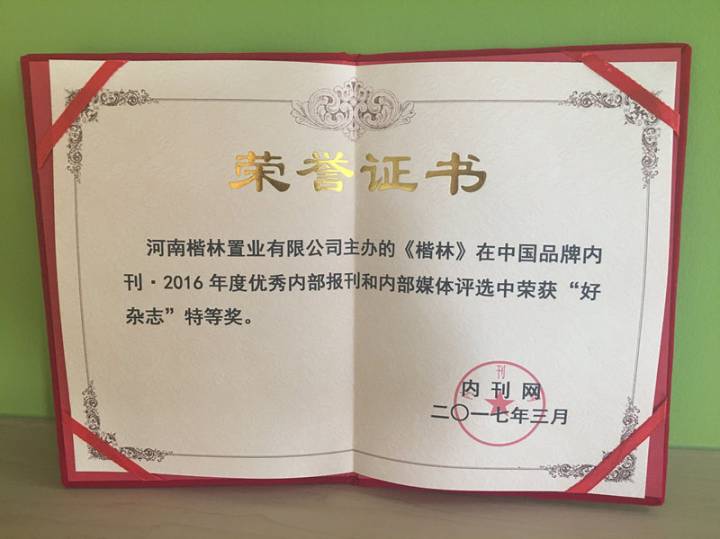 荣誉证书
河南楷林置业有限公司主办的《楷林》在中国品牌内
刊·2016年度优秀内部报刊和内部媒体评选中荣获“好
杂志”特等奖。
刊
内刊网
二〇一七年三月